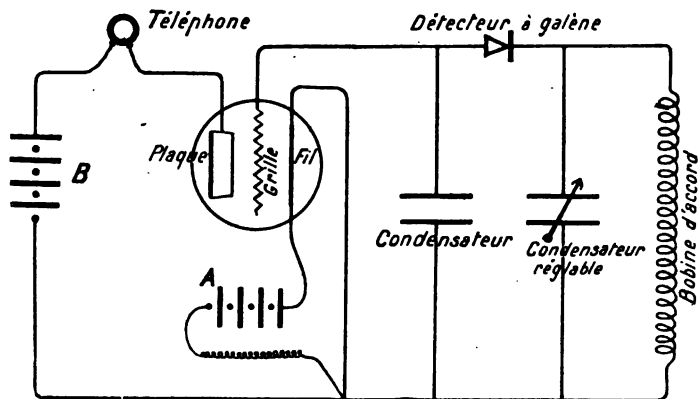 Téléphone
Détecteur à galène
Plaque
Grille
Fil
B
A
Condensateur
Condensateur
réglable
Bobine d'accord